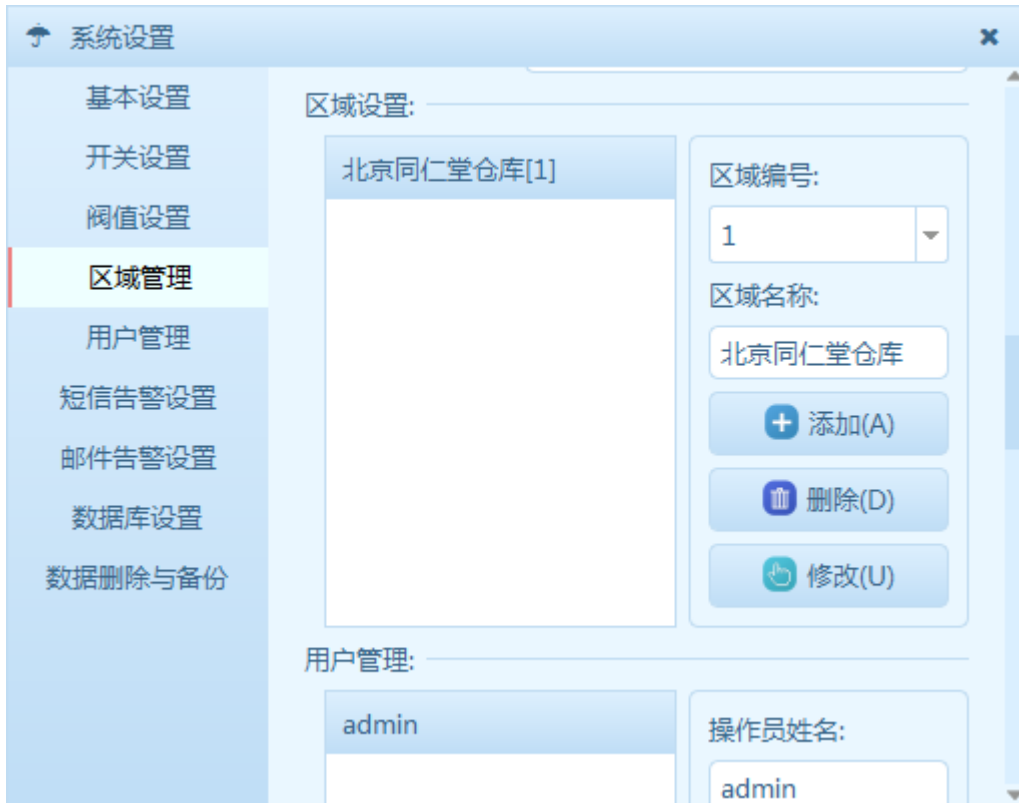 系统设置
基本设置
开关设置
阀值设置
区域管理
用户管理
短信告警设置
邮件告警设置
数据库设置
数据删除与备份
区域设置:
北京同仁堂仓库[1]
区域编号:
1
区域名称:
北京同仁堂仓库
添加(A)
删除(D)
修改(U)
用户管理:
admin
操作员姓名:
admin